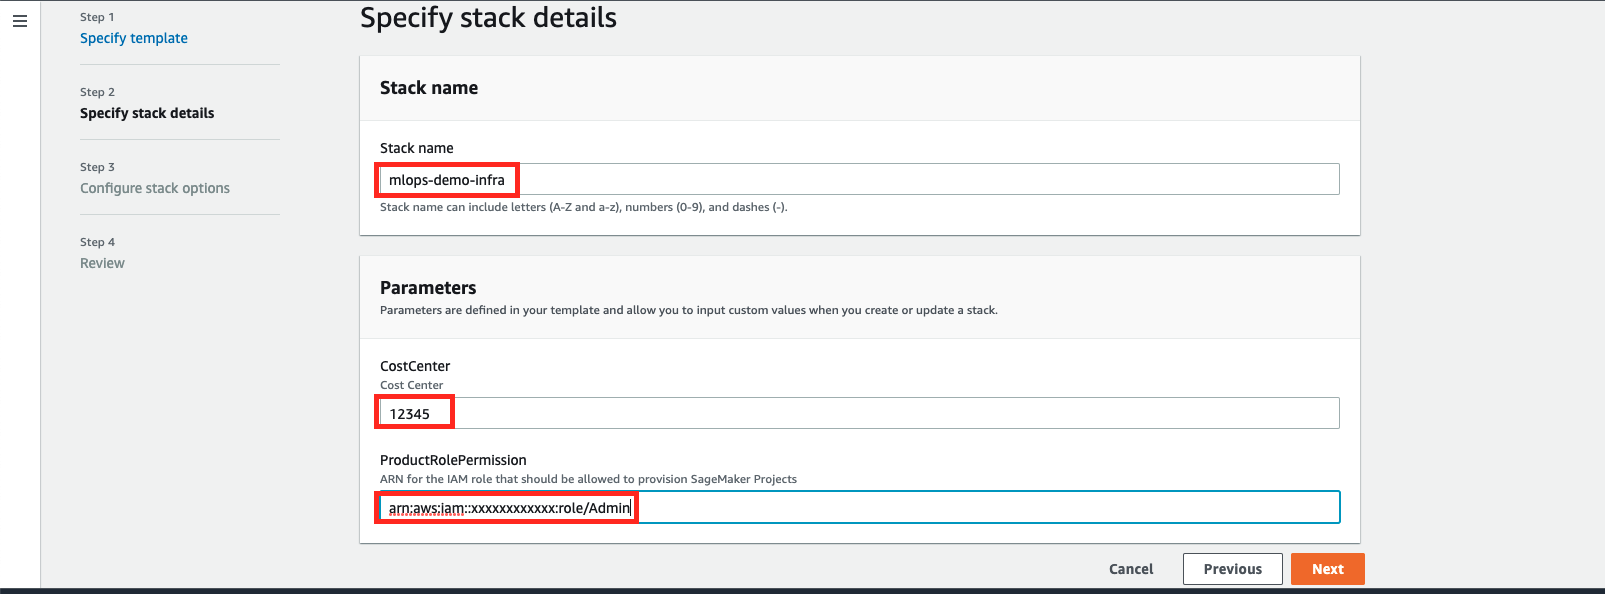 Step 1
Specify template
Step 2
Specify stack details
Step 3
Configure stack options
Step 4
Review
Specify stack details
Stack name
Stack name
mlops-demo-infra
Stack name can include letters (A-Z and a-z), numbers (0-9), and dashes (-).
Parameters
Parameters are defined in your template and allow you to input custom values when you create or update a stack.
CostCenter
Cost Center
12345
ProductRolePermission
ARN for the IAM role that should be allowed to provision SageMaker Projects
arn:aws:iam::xxxxxxxxxxxx:role/Admin
Cancel
Previous
Next